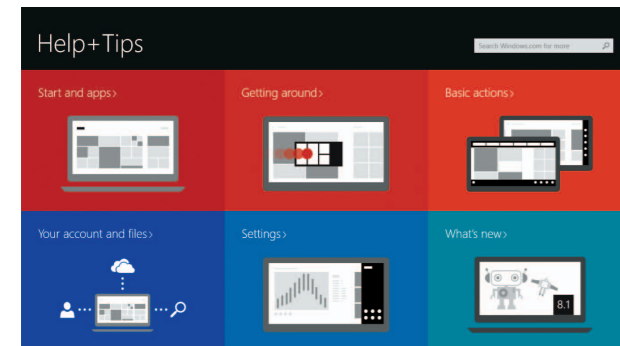 Help+Tips
Search Windows.com for more
Start and apps>
Getting around>
Basic actions>
Your account and files>
Settings>
What's new>
8.1